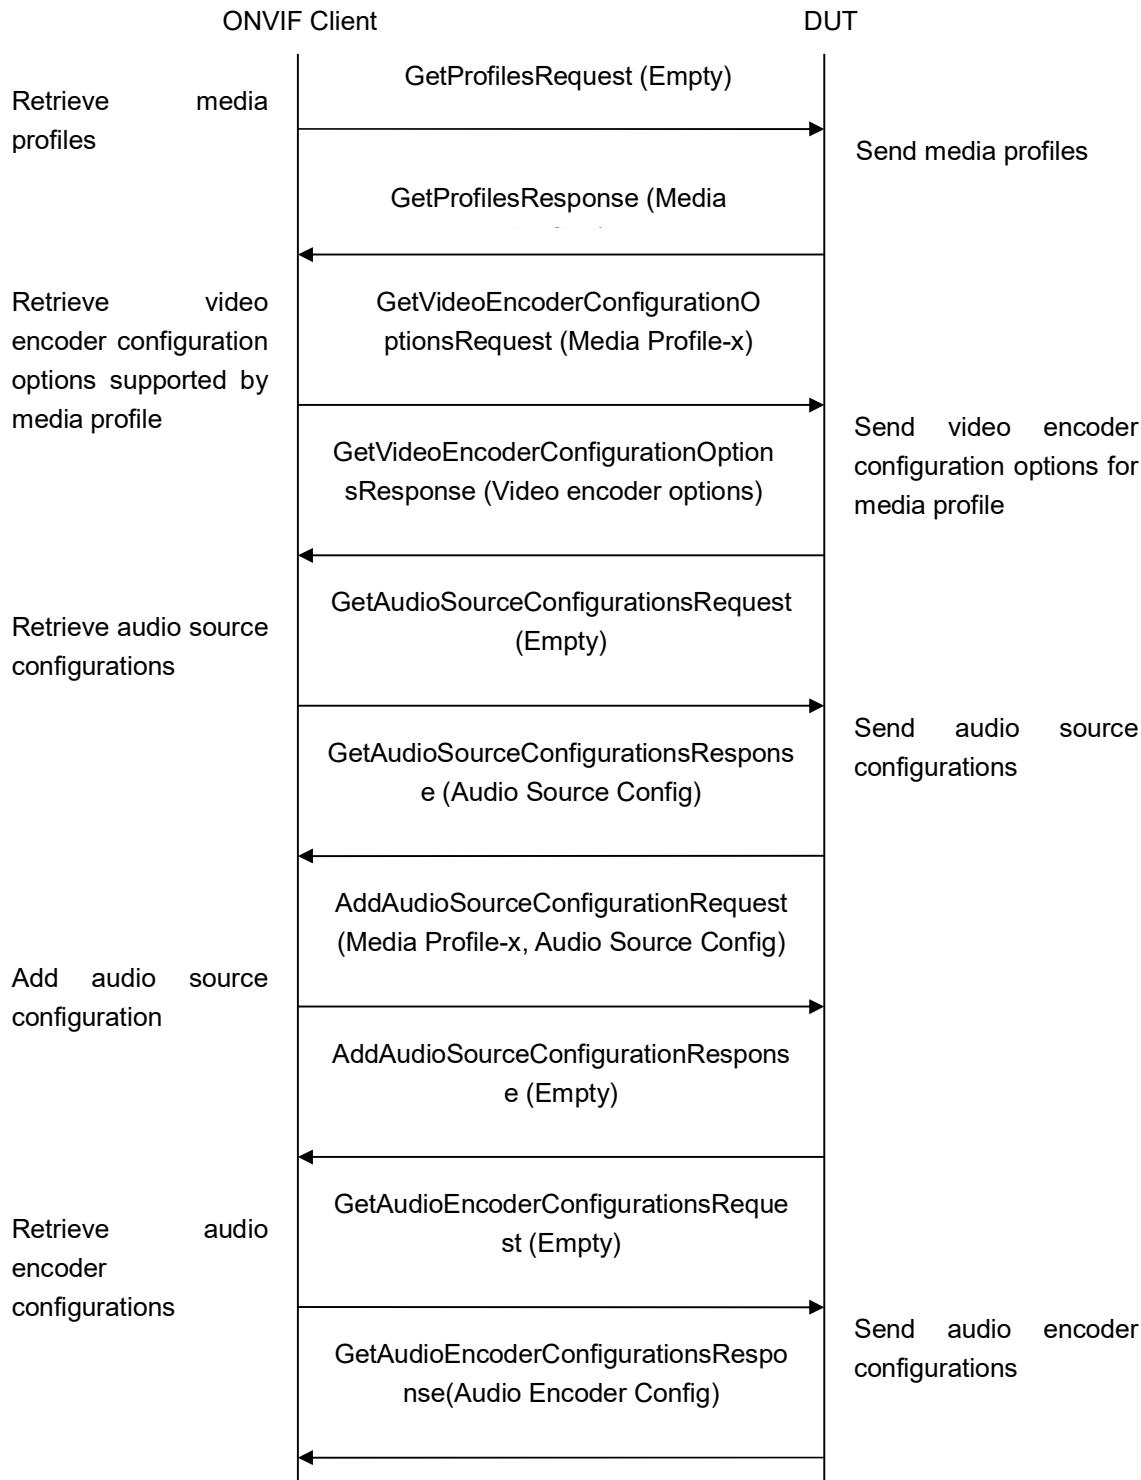 ONVIF Client
DUT
GetProfilesRequest (Empty)
Retrieve media
profiles
Send media profiles
GetProfilesResponse (Media
Retrieve video
encoder configuration
options supported by
media profile
GetVideoEncoderConfigurationO
ptionsRequest (Media Profile-x)
Send video encoder
configuration options for
media profile
GetVideoEncoderConfigurationOption
sResponse (Video encoder options)
GetAudioSourceConfigurationsRequest
(Empty)
Retrieve audio source
configurations
Send audio source
configurations
GetAudioSourceConfigurationsRespons
e (Audio Source Config)
AddAudioSourceConfigurationRequest
(Media Profile-x, Audio Source Config)
Add audio source
configuration
AddAudioSourceConfigurationRespons
e (Empty)
GetAudioEncoderConfigurationsReque
st (Empty)
Retrieve audio
encoder
configurations
Send audio encoder
configurations
GetAudioEncoderConfigurationsRespo
nse(Audio Encoder Config)